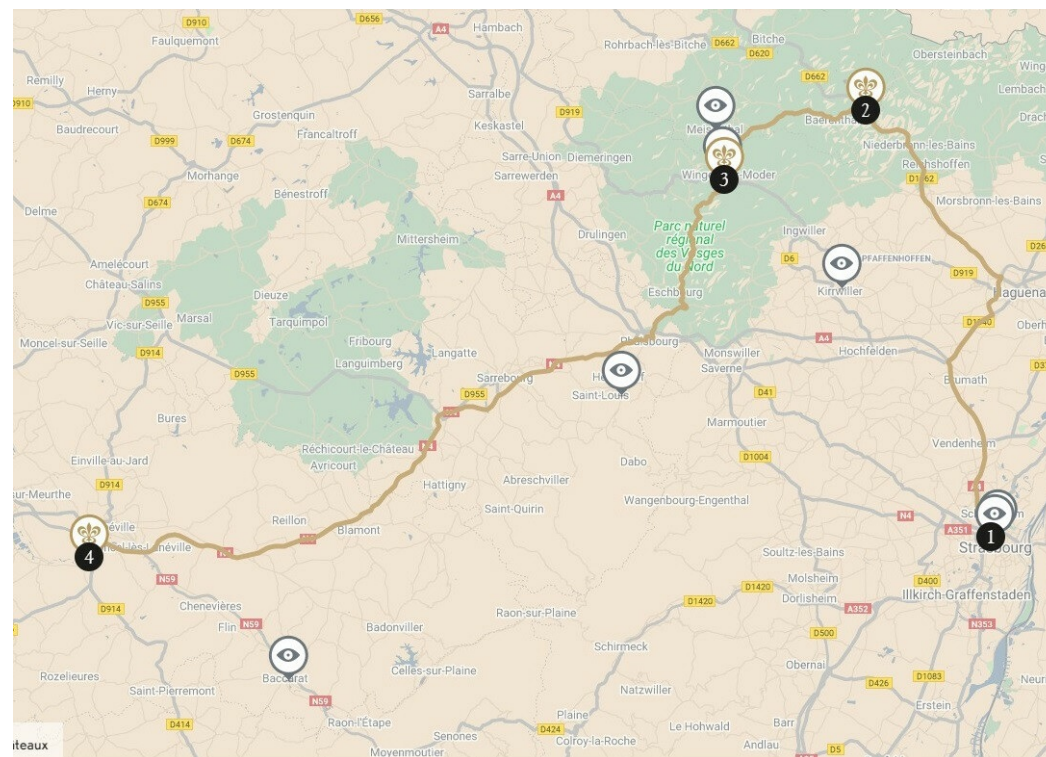 D910
D656
Hambach
A4
Faulquemont
Rohrbach-lès-Bitche
D662
Bitche
D620
Obersteinbach
Remilly
Herny
D910
Sarralbe
D662
Wing
Lembach
Grostenquin
D919
Baudrecourt
Francaltroff
Keskastel
2
D999
D674
Niederbronn-les-Bains
Sarre-Union
Diemeringen
Reichshoffen
Morhange
Sarrewerden
3
Bénestroff
A4
Morsbronn-les-Bains
Delme
D674
Drulingen
Parc naturel
régional
des Vosges
du Nord
Ingwiller
Mittersheim
D6
PFAFFENHOFFEN
D26
Amelécourt
Château-Salins
D919
Dieuze
Eschbourg
Kirrwiller
Haguena
D955
Marsal
Tarquimpol
Vic-sur-Seille
Fribourg
Moncel-sur-Seille
D914
Languimberg
Langatte
Monswiller
Saverne
A4
Hochfelden
D955
Sarrebourg
D955
Saint-Louis
D41
Bures
Marmoutier
Réchicourt-le-Château
N4
Avricourt
Vendenheim
D1004
Einville-au-Jard
Dabo
D914
Hattigny
Abreschviller
Wangenbourg-Engenthal
ur-Meurthe
Reillon
Saint-Quirin
N4
A351
1
Blamont
Strasbourg
4
Soultz-les-Bains
N59
D1420
Molsheim
D400
D914
Chenevières
D1420
Dorlisheim
Illkirch-Graffenstaden
Flin
N59
Raon-sur-Plaine
A352
N353
Badonviller
D500
Schirmeck
Rozelieures
Celles-sur-Plaine
Obernai
Baccarat
D426
D1083
Saint-Pierremont
Natzwiller
Erstein
N59
D414
Raon-l'Étape
Plaine
Le Hohwald
Barr
Senones
D424
Colroy-la-Roche
Andlau
D5
Moyenmoutier
âteaux